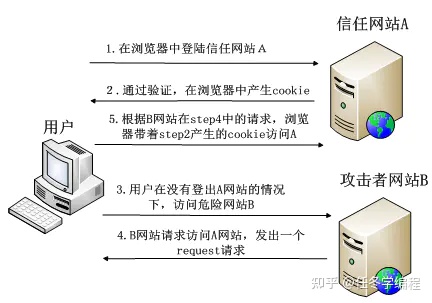 信任网站A
1.在浏览器中登陆信任网站A
2.通过验证，在浏览器中产生cookie
5.根据B网站在step4中的请求，浏览
器带着step2产生的cookie访问A
用户
攻击者网站B
3.用户在没有登出A网站的情况
下，访问危险网站B
4.B网站请求访问A网站，发出一个
request请求
知乎 @任冬学编程